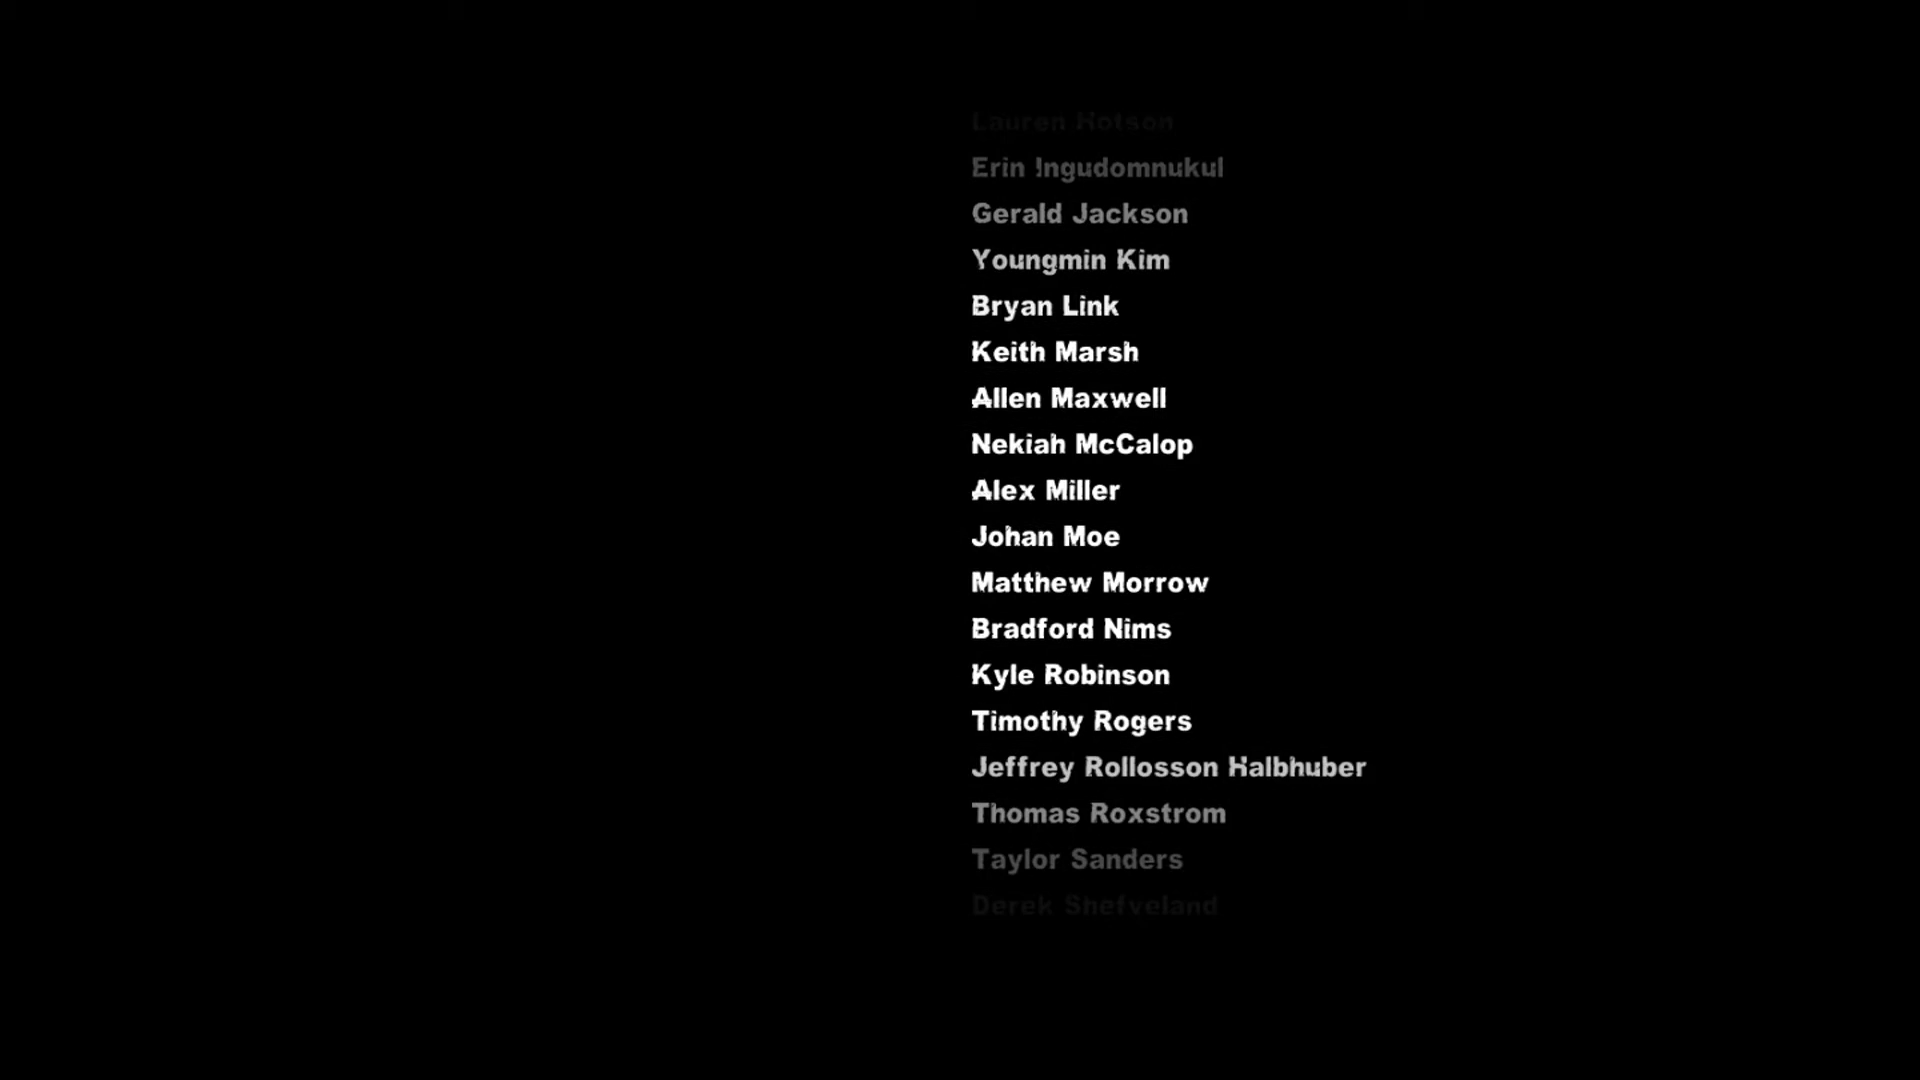 Lauren Hotson
Erin Ingudomnukul
Gerald Jackson
Youngmin Kim
Bryan Link
Keith Marsh
Allen Maxwell
Nekiah McCalop
Alex Miller
Johan Moe
Matthew Morrow
Bradford Nims
Kyle Robinson
Timothy Rogers
Jeffrey Rollosson Halbhuber
Thomas Roxstrom
Taylor Sanders
Derek Shefveland